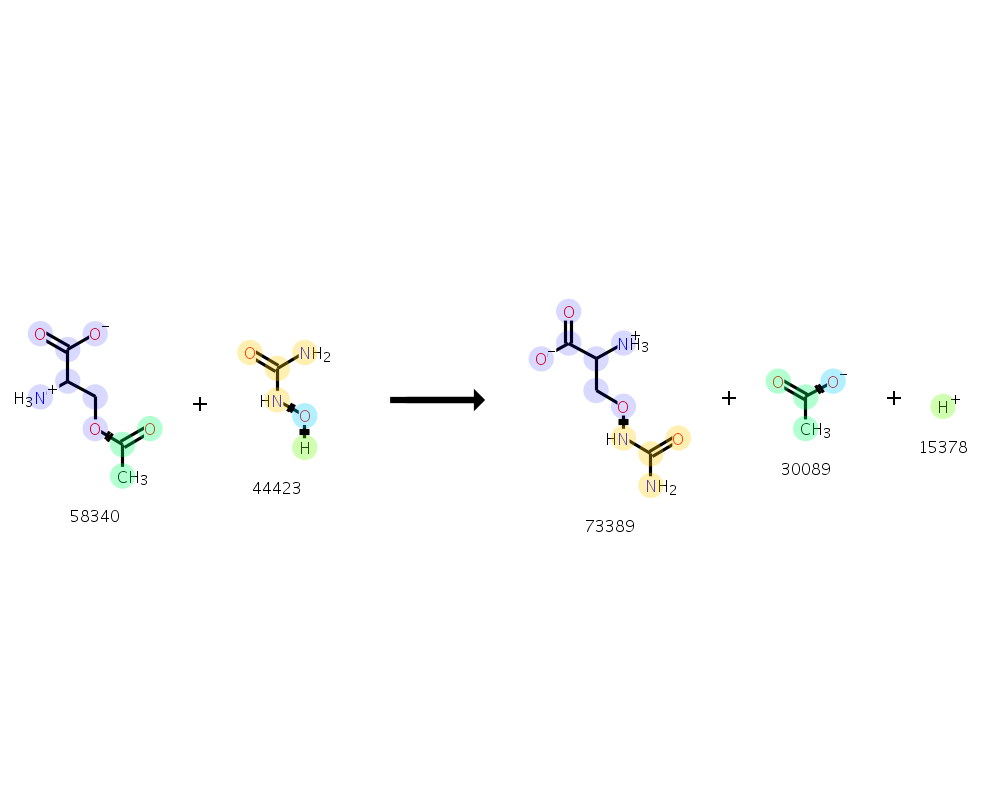 O O⁻ H₃N⁺ O O CH₃
58340
+
O NH₂ HN O H
44423
O O⁻ NH₃⁺ O HN O NH₂
73389
+
O O⁻ CH₃
30089
+
H⁺
15378